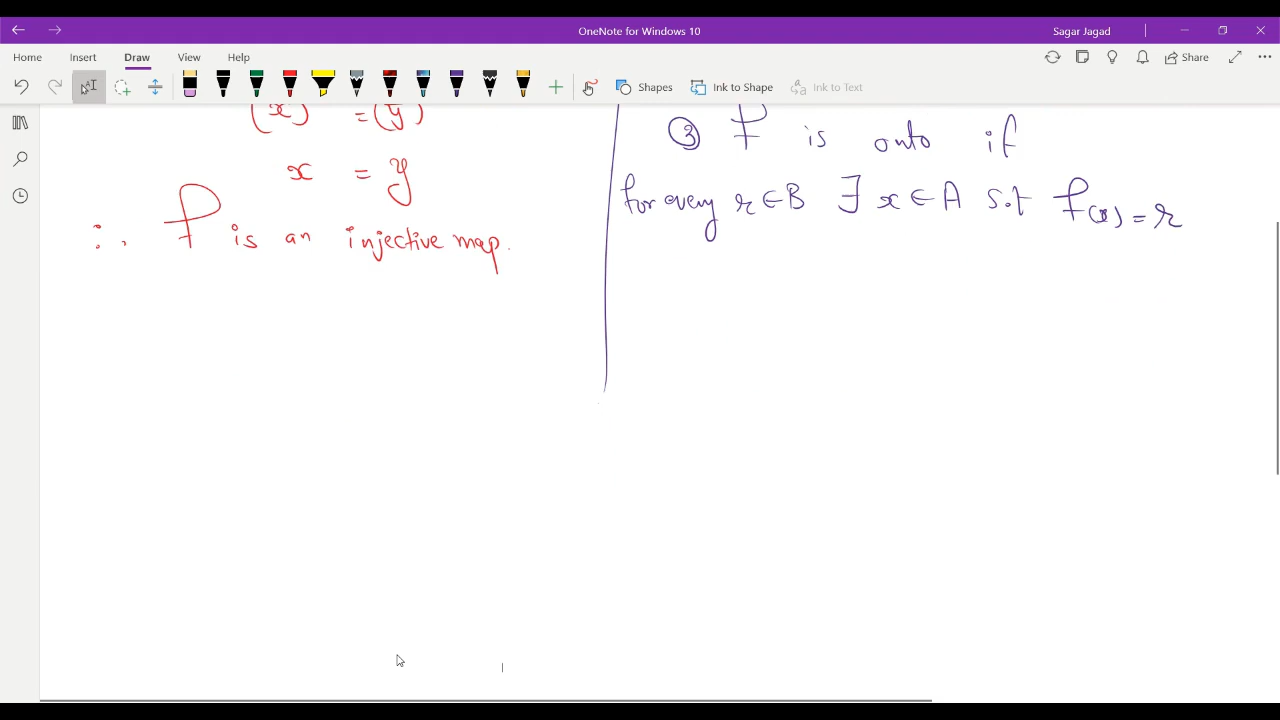 OneNote for Windows 10
Sagar Jagad
Home Insert Draw View Help
Share
Shapes Ink to Shape Ink to Text
(x) = (y)
x = y
∴ f is an injective map.
③ f is onto if
for every r ∈ B ∃ x ∈ A s.t f(x) = r